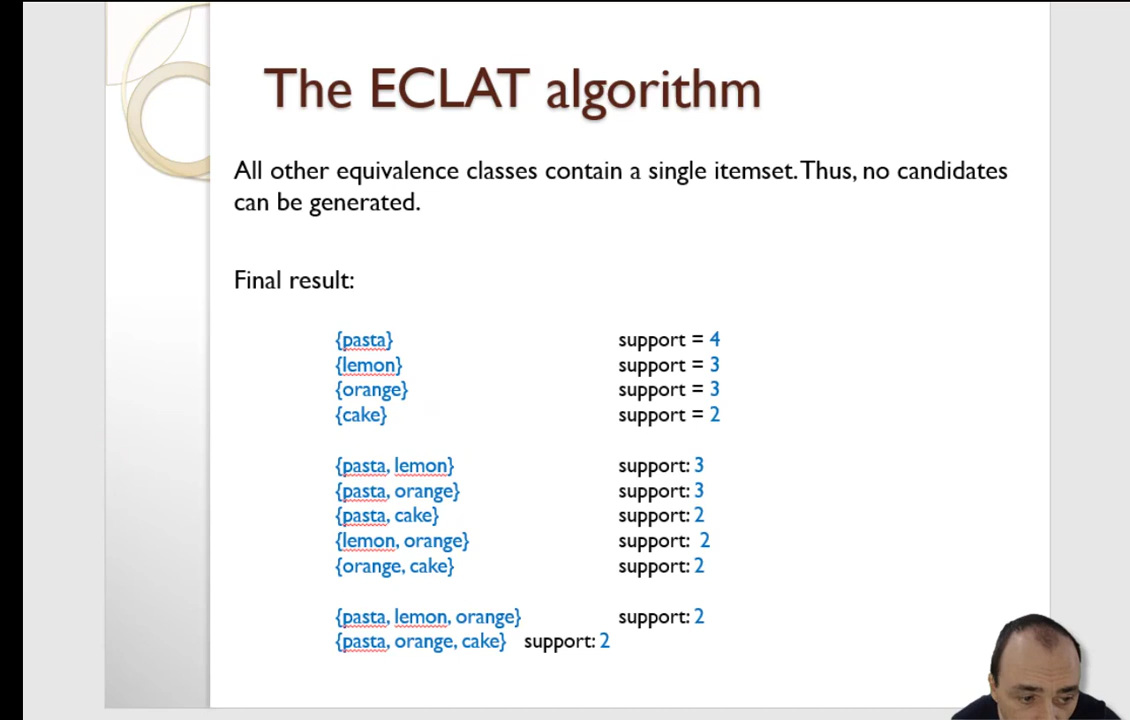 The ECLAT algorithm
All other equivalence classes contain a single itemset. Thus, no candidates
can be generated.
Final result:
{pasta} support = 4
{lemon} support = 3
{orange} support = 3
{cake} support = 2
{pasta, lemon} support: 3
{pasta, orange} support: 3
{pasta, cake} support: 2
{lemon, orange} support: 2
{orange, cake} support: 2
{pasta, lemon, orange} support: 2
{pasta, orange, cake} support: 2